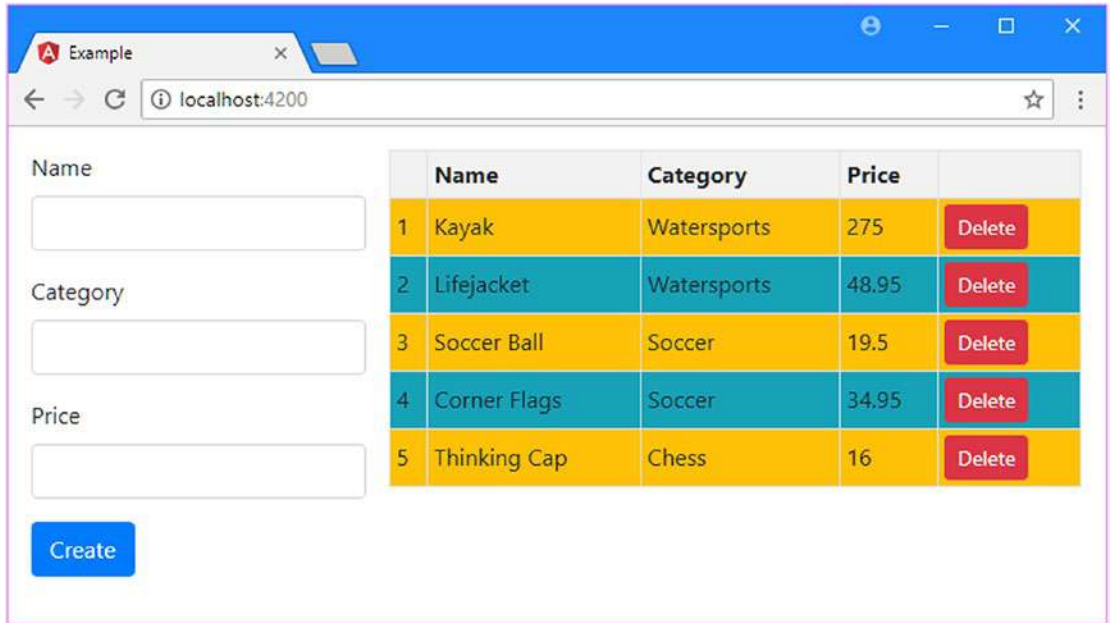 Example
localhost:4200
Name
Category
Price
Create
Name Category Price
1 Kayak Watersports 275 Delete
2 Lifejacket Watersports 48.95 Delete
3 Soccer Ball Soccer 19.5 Delete
4 Corner Flags Soccer 34.95 Delete
5 Thinking Cap Chess 16 Delete